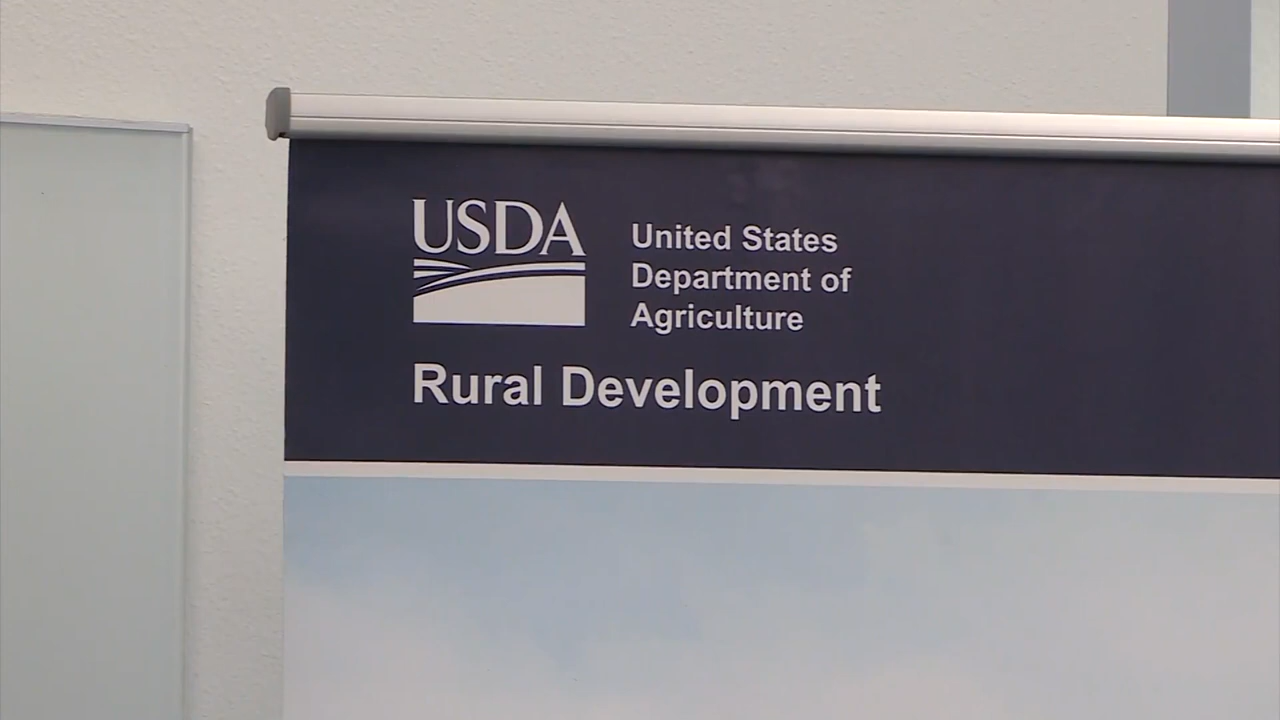 USDA
United States
Department of
Agriculture
Rural Development